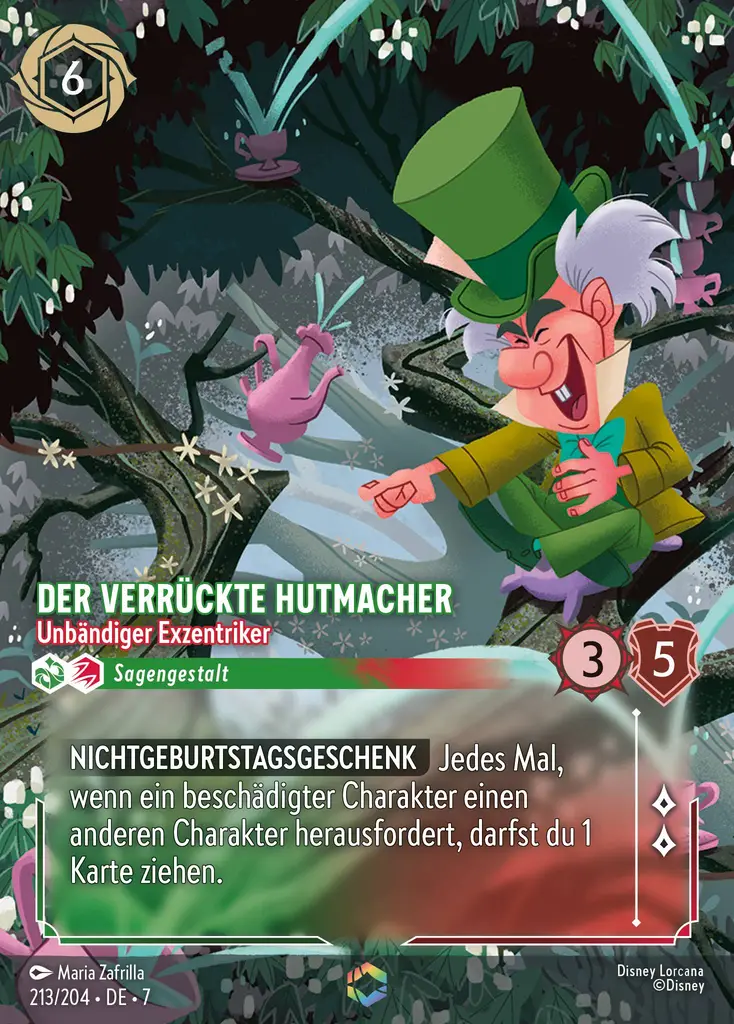 6
DER VERRÜCKTE HUTMACHER
Unbändiger Exzentriker
Sagengestalt
3
5
NICHTGEBURTSTAGSGESCHENK Jedes Mal,
wenn ein beschädigter Charakter einen
anderen Charakter herausfordert, darfst du 1
Karte ziehen.
Maria Zafrilla
213/204 • DE • 7
Disney Lorcana
©Disney